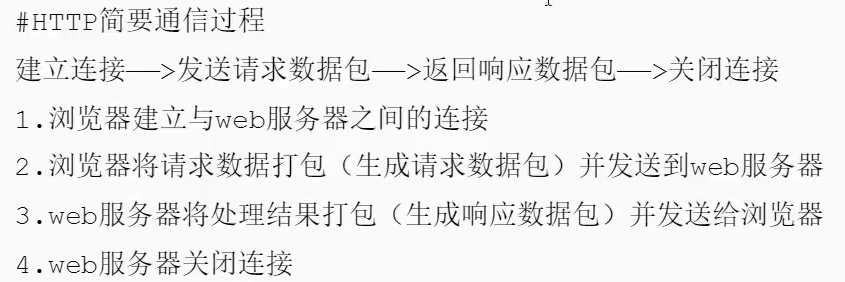 #HTTP简要通信过程
建立连接——>发送请求数据包——>返回响应数据包——>关闭连接
1.浏览器建立与web服务器之间的连接
2.浏览器将请求数据打包（生成请求数据包）并发送到web服务器
3.web服务器将处理结果打包（生成响应数据包）并发送给浏览器
4.web服务器关闭连接